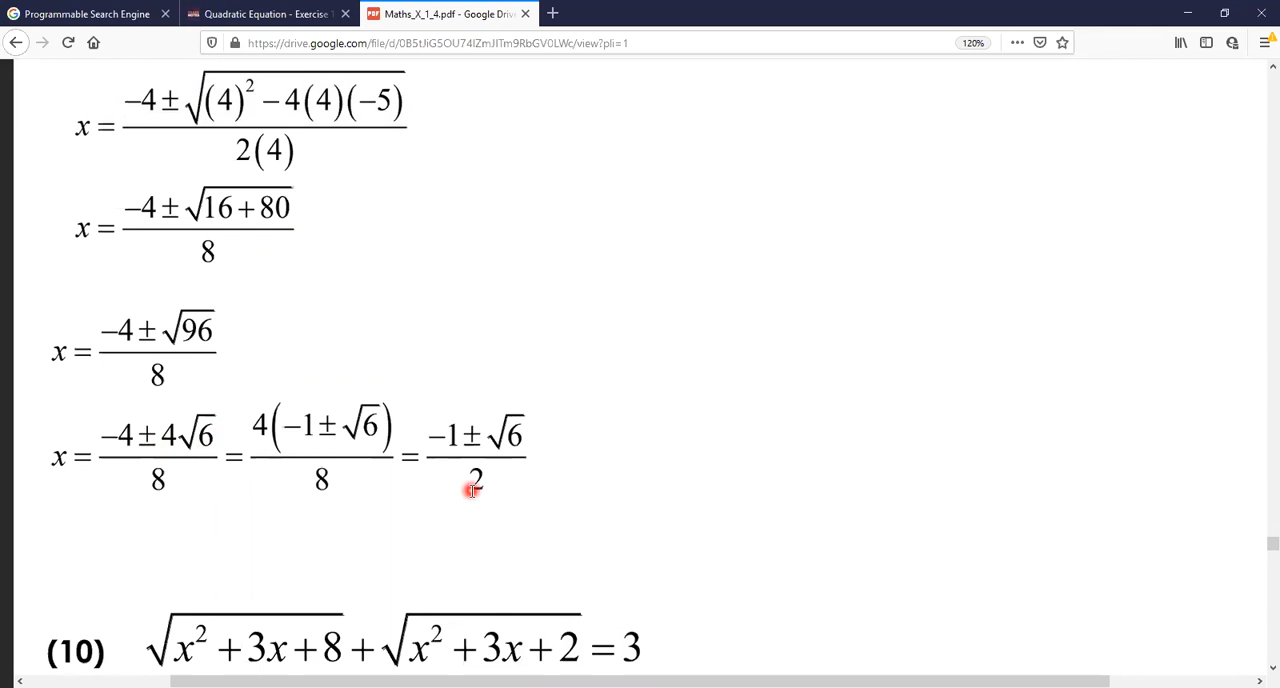 Programmable Search Engine
Quadratic Equation - Exercise
Maths_X_1_4.pdf - Google Drive
https://drive.google.com/file/d/0B5tJiG5OU74lZmJITm9RbGV0LWc/view?pli=1
120%
x = (−4 ± √((4)² − 4(4)(−5))) / 2(4)
x = (−4 ± √(16 + 80)) / 8
x = (−4 ± √96) / 8
x = (−4 ± 4√6) / 8 = 4(−1 ± √6) / 8 = (−1 ± √6) / 2
(10) √(x² + 3x + 8) + √(x² + 3x + 2) = 3